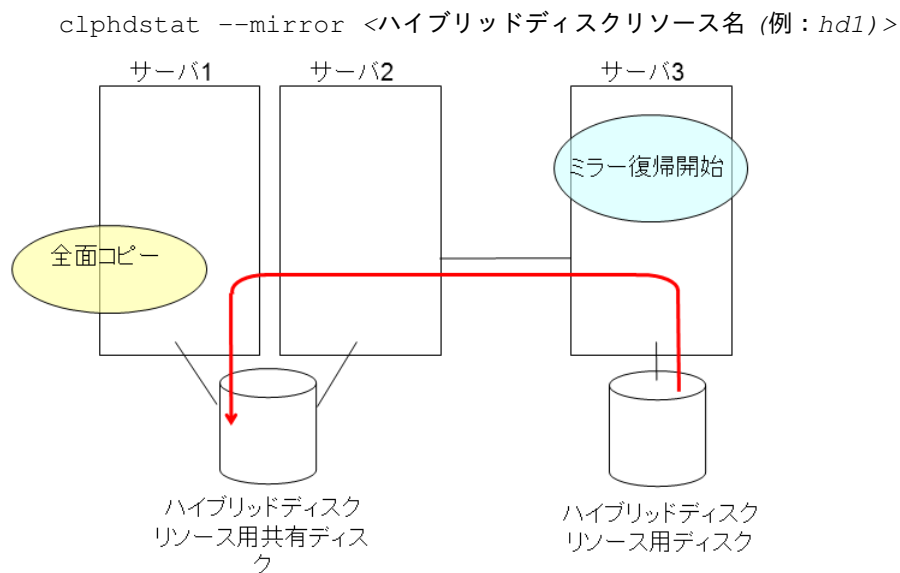 clphdstat --mirror <ハイブリッドディスクリソース名 (例：hd1)>
サーバ1
サーバ2
サーバ3
ミラー復帰開始
全面コピー
ハイブリッドディスク
リソース用共有ディス
ク
ハイブリッドディスク
リソース用ディスク